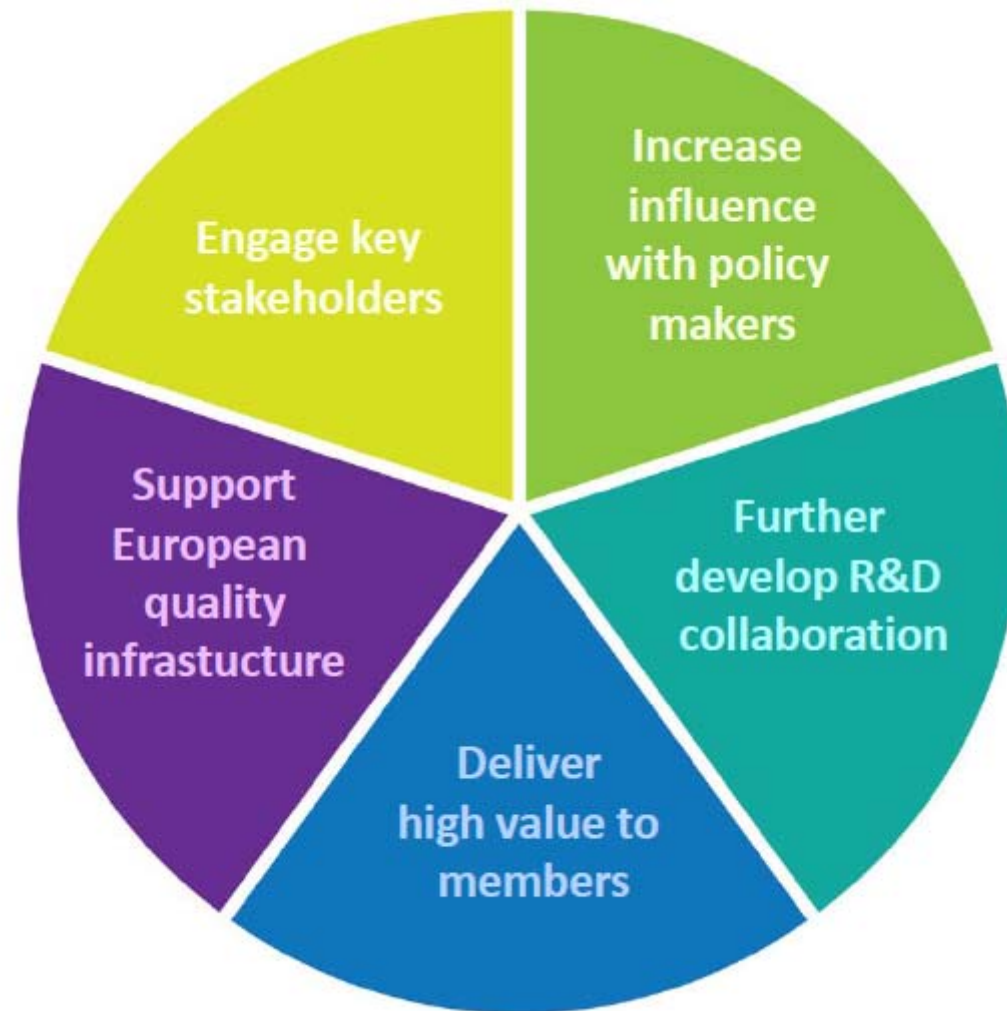 Increase
influence
with policy
makers
Further
develop R&D
collaboration
Deliver
high value to
members
Support
European
quality
infrastucture
Engage key
stakeholders